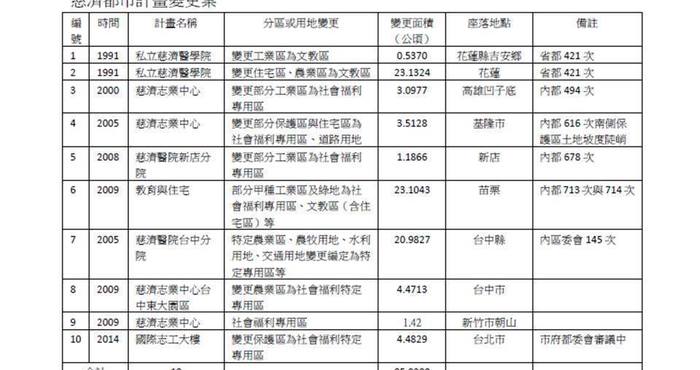 慈濟都市計畫變更案
編號 時間 計畫名稱 分區或用地變更 變更面積（公頃） 座落地點 備註
1 1991 私立慈濟醫學院 變更工業區為文教區 0.5370 花蓮縣吉安鄉 省都 421 次
2 1991 私立慈濟醫學院 變更住宅區、農業區為文教區 23.1324 花蓮 省都 421 次
3 2000 慈濟志業中心 變更部分工業區為社會福利專用區 3.0977 高雄凹子底 內都 494 次
4 2005 慈濟志業中心 變更部分保護區與住宅區為社會福利專用區、道路用地 3.5128 基隆市 內都 616 次南側保護區土地坡度陡峭
5 2008 慈濟醫院新店分院 變更部分工業區為社會福利專用區 1.1866 新店 內都 678 次
6 2009 教育與住宅 部分甲種工業區及綠地為社會福利專用區、文教區（含住宅區）等 23.1043 苗栗 內都 713 次與 714 次
7 2005 慈濟醫院台中分院 特定農業區、農牧用地、水利用地、交通用地變更編定為特定專用區等 20.9827 台中縣 內區委會 145 次
8 2009 慈濟志業中心台中東大園區 變更農業區為社會福利特定專用區 4.4713 台中市
9 2009 慈濟志業中心 社會福利專用區 1.42 新竹市朝山
10 2014 國際志工大樓 變更保護區為社會福利特定專用區 4.4829 台北市 市府都委會審議中